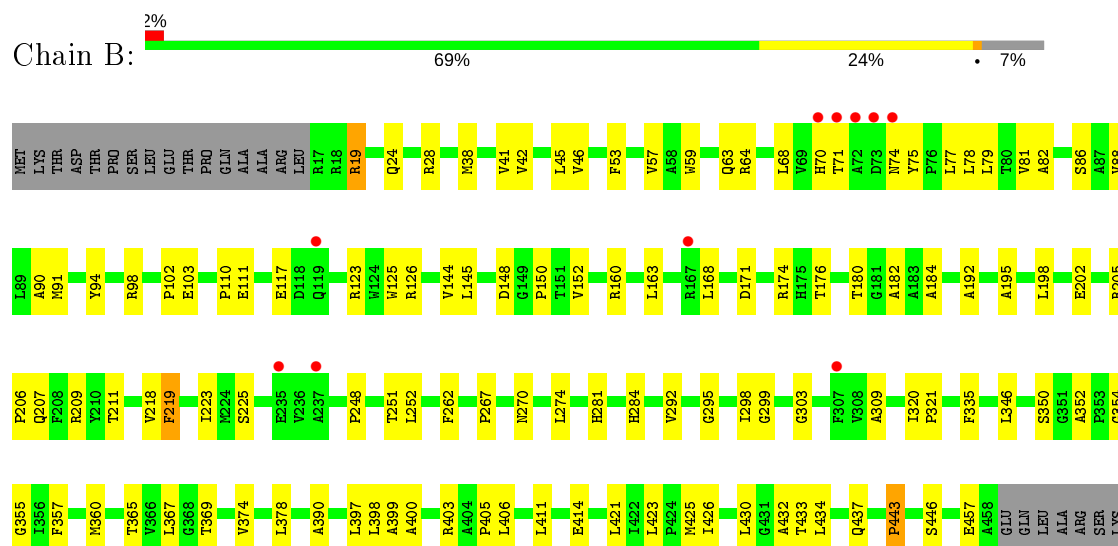 2%
Chain B:
69% 24% • 7%
MET LYS THR ASP THR PRO SER LEU GLU THR PRO GLN ALA ALA ARG LEU R17 R18 R19 Q24 R28 M38 V41 V42 L45 V46 F53 V57 A58 W59 Q63 R64 L68 V69 H70 T71 A72 D73 N74 Y75 P76 L77 L78 L79 T80 V81 A82 S86 A87 V88
L89 A90 M91 Y94 R98 P102 E103 P110 E111 E117 D118 Q119 R123 W124 W125 R126 V144 L145 D148 G149 P150 T151 V152 R160 L163 R167 L168 D171 R174 H175 T176 T180 G181 A182 A183 A184 A192 A195 L198 E202
P206 Q207 F208 R209 Y210 T211 V218 F219 I223 M224 S225 E235 V236 A237 P248 T251 L252 F262 P267 N270 L274 H281 H284 V292 G295 I298 G299 G303 F307 V308 A309 I320 P321 F335 L346 S350 G351 A352 P353
G355 I356 F357 M360 T365 V366 L367 G368 T369 V374 L378 A390 L397 L398 A399 A400 R403 A404 P405 L406 L411 E414 L421 I422 L423 P424 M425 I426 L430 G431 A432 T433 L434 Q437 P443 S446 E457 A458 GLU GLN LEU ALA ARG SER